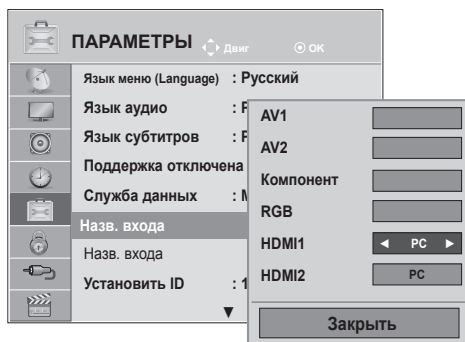 ПАРАМЕТРЫ Двиг OK
Язык меню (Language) : Русский
Язык аудио : Р
Язык субтитров : Р
Поддержка отключена
Служба данных
Назв. входа
Назв. входа
Установить ID : 1
▼
AV1
AV2
Компонент
RGB
HDMI1 ◄ PC ►
HDMI2 PC
Закрыть